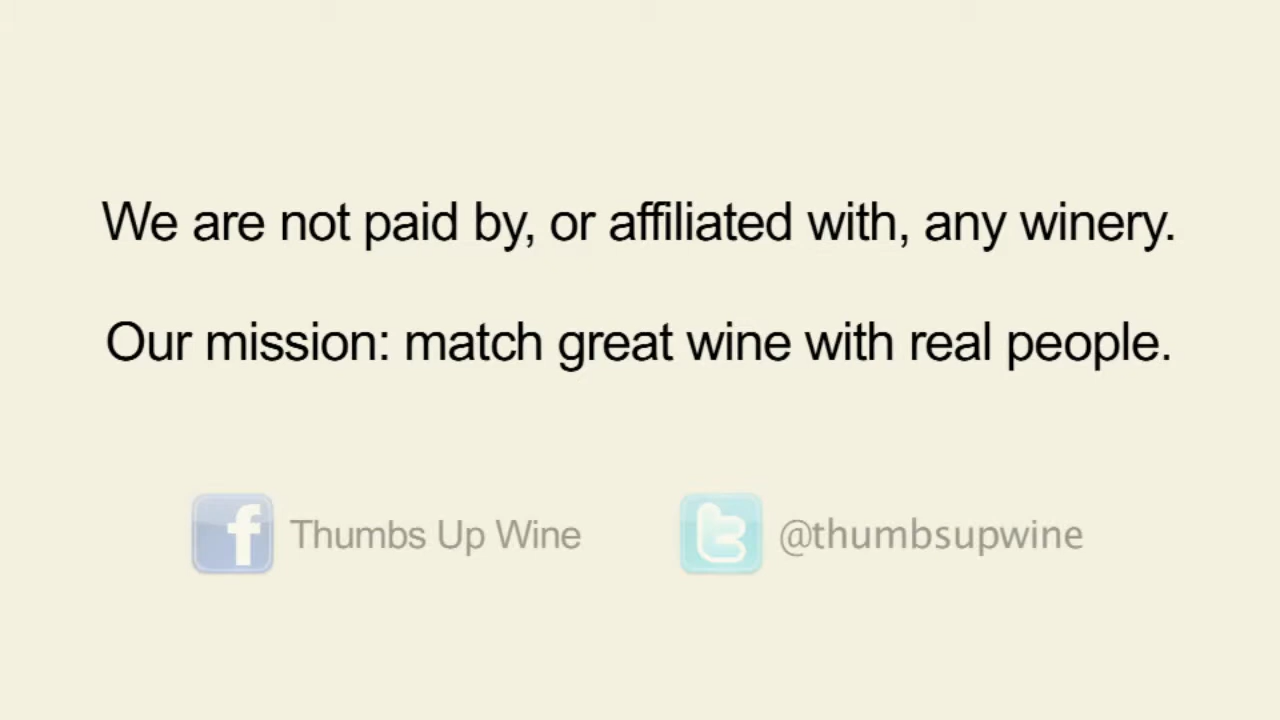 We are not paid by, or affiliated with, any winery.
Our mission: match great wine with real people.
Thumbs Up Wine
@thumbsupwine